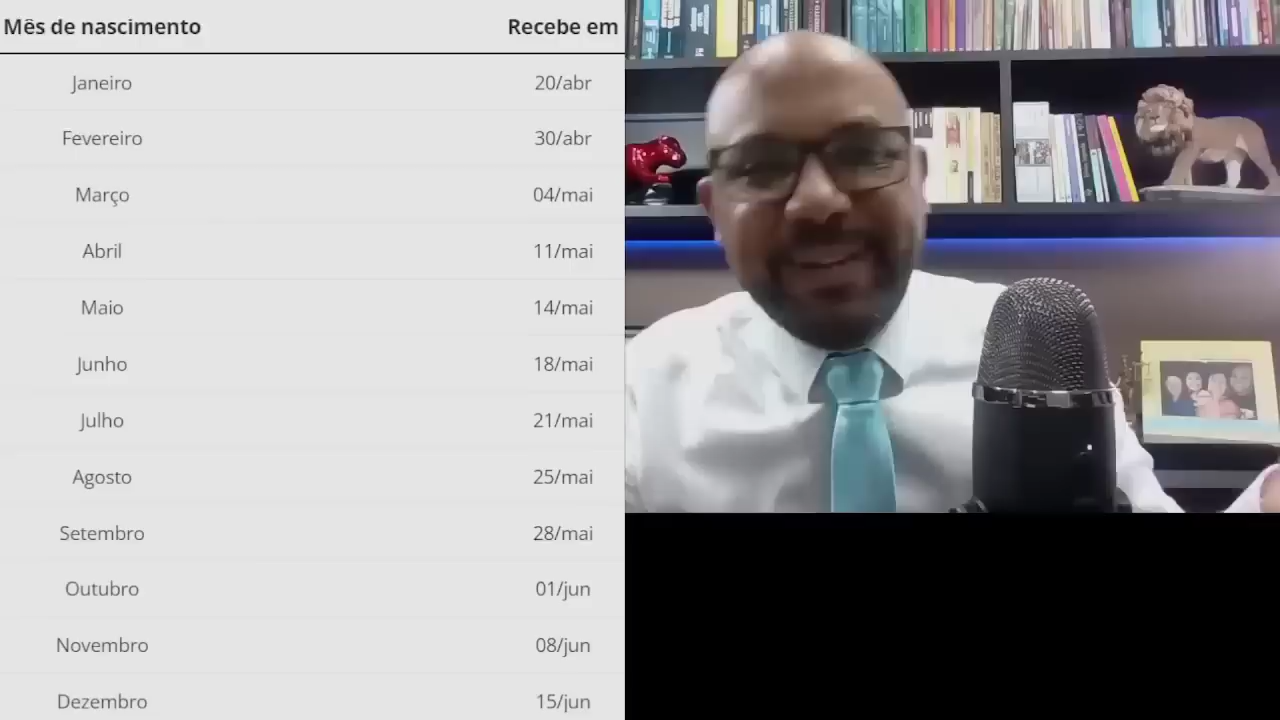 Mês de nascimento Recebe em
Janeiro 20/abr
Fevereiro 30/abr
Março 04/mai
Abril 11/mai
Maio 14/mai
Junho 18/mai
Julho 21/mai
Agosto 25/mai
Setembro 28/mai
Outubro 01/jun
Novembro 08/jun
Dezembro 15/jun